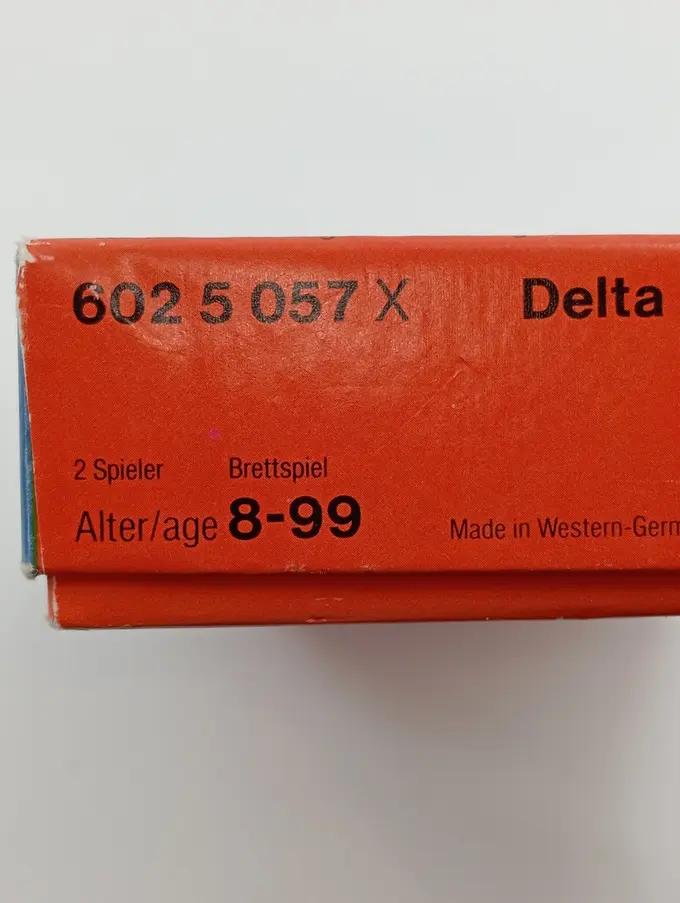 602 5 057 X Delta
2 Spieler Brettspiel
Alter/age 8-99
Made in Western-Germ